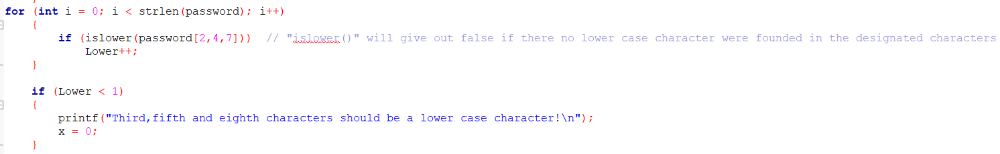 for (int i = 0; i < strlen(password); i++)
{
if (islower(password[2,4,7])) // "islower()" will give out false if there no lower case character were founded in the designated characters
Lower++;
}
if (Lower < 1)
{
printf("Third,fifth and eighth characters should be a lower case character!\n");
x = 0;
}